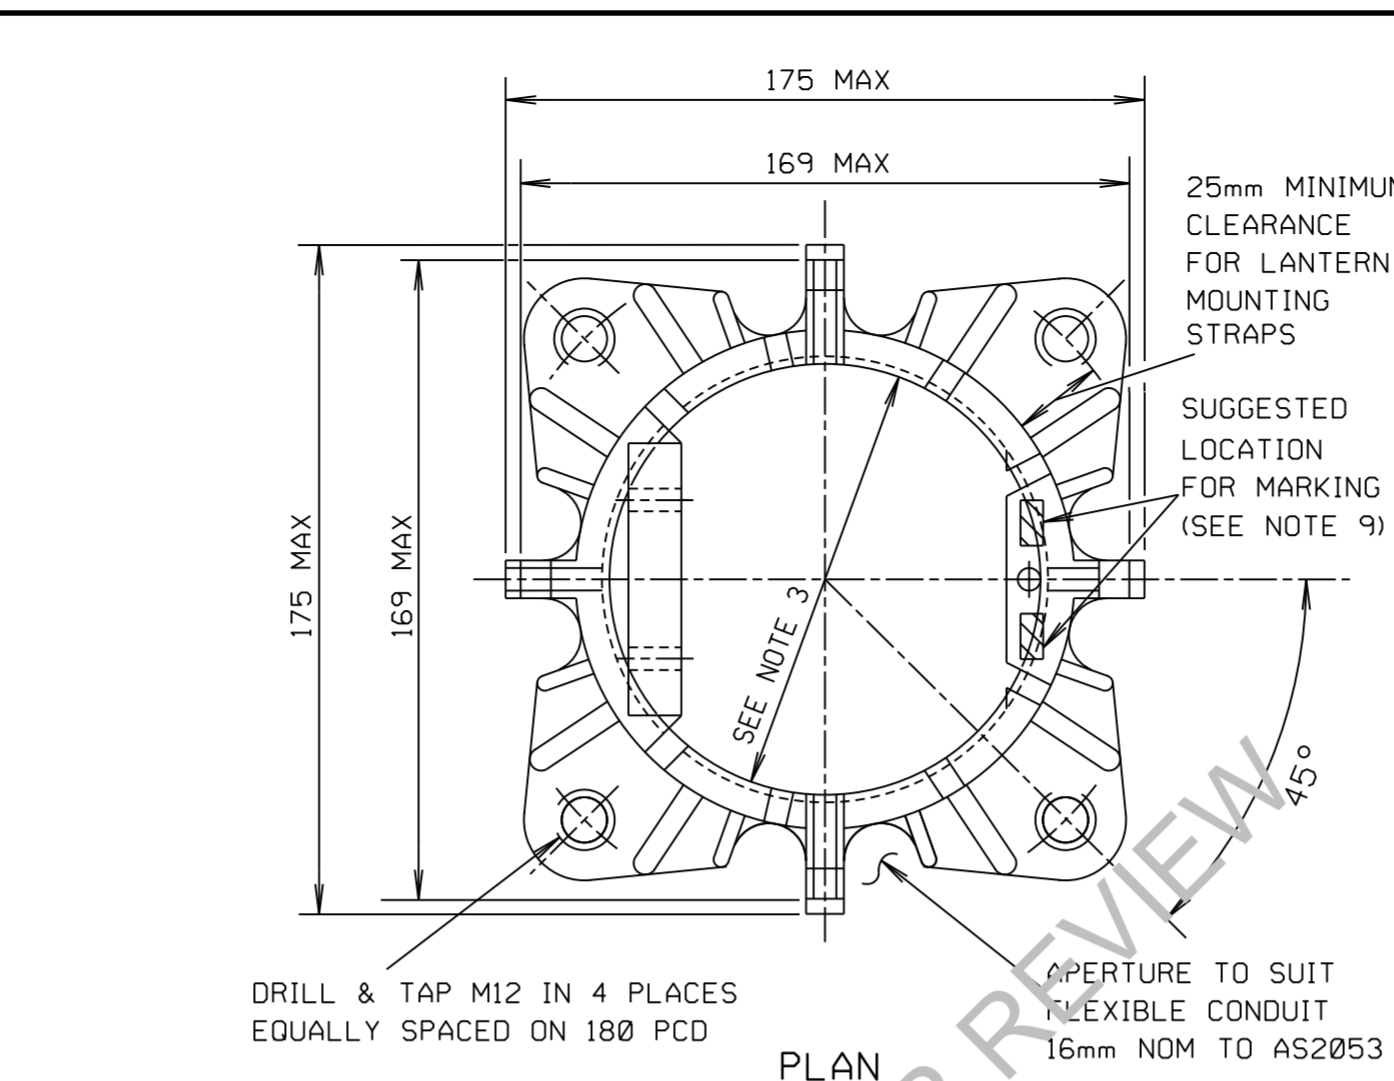 175 MAX
169 MAX
25mm MINIMUM
CLEARANCE
FOR LANTERN
MOUNTING
STRAPS
SUGGESTED
LOCATION
FOR MARKING
(SEE NOTE 9)
175 MAX
169 MAX
SEE NOTE 3
45°
DRILL & TAP M12 IN 4 PLACES
EQUALLY SPACED ON 180 PCD
APERTURE TO SUIT
FLEXIBLE CONDUIT
16mm NOM TO AS2053
PLAN
REVIEW